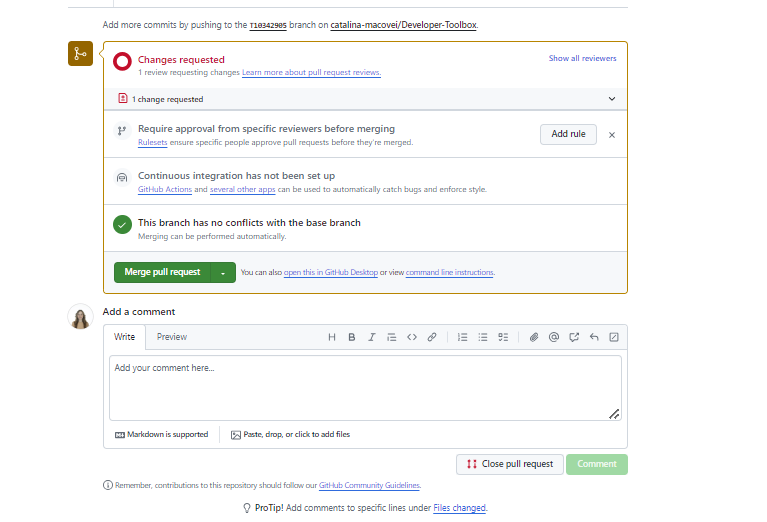 Add more commits by pushing to the T10342905 branch on catalina-macovei/Developer-Toolbox.
Changes requested
Show all reviewers
1 review requesting changes Learn more about pull request reviews.
1 change requested
Require approval from specific reviewers before merging
Rulesets ensure specific people approve pull requests before they're merged.
Add rule
Continuous integration has not been set up
GitHub Actions and several other apps can be used to automatically catch bugs and enforce style.
This branch has no conflicts with the base branch
Merging can be performed automatically.
Merge pull request
You can also open this in GitHub Desktop or view command line instructions.
Add a comment
Write Preview
Add your comment here...
Markdown is supported
Paste, drop, or click to add files
Close pull request
Comment
Remember, contributions to this repository should follow our GitHub Community Guidelines.
ProTip! Add comments to specific lines under Files changed.